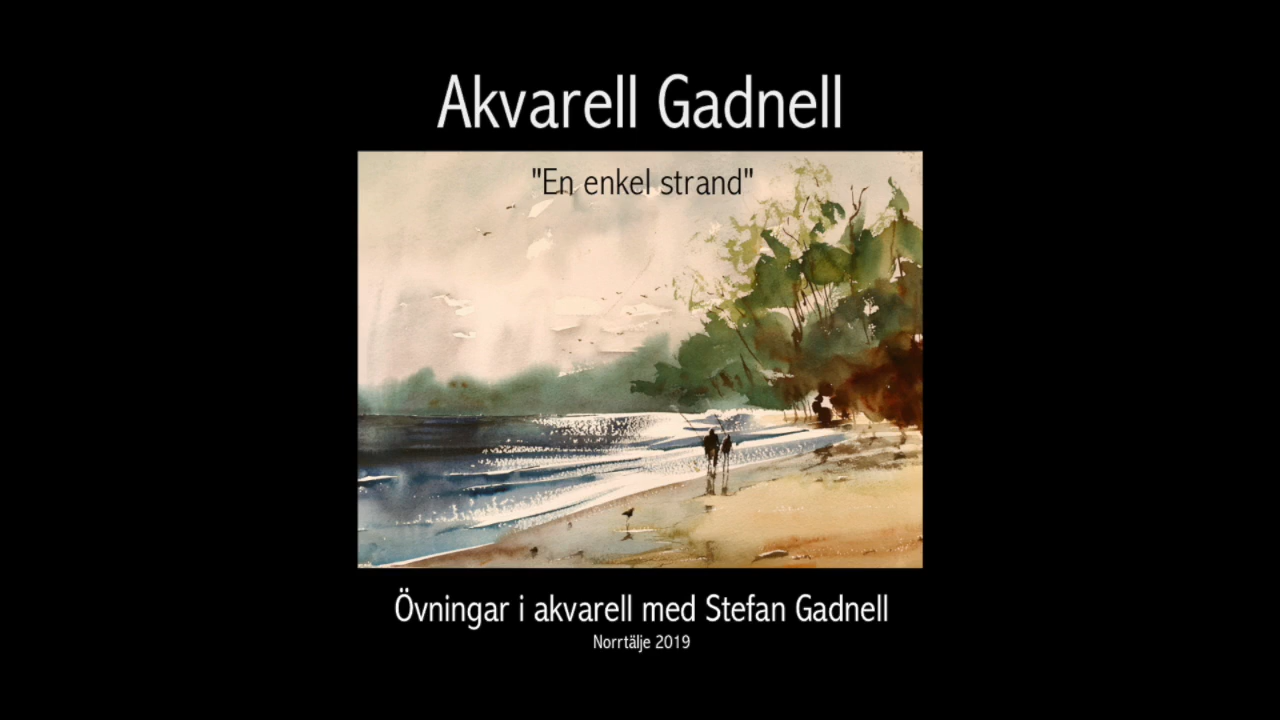 Akvarell Gadnell
"En enkel strand"
Övningar i akvarell med Stefan Gadnell
Norrtälje 2019